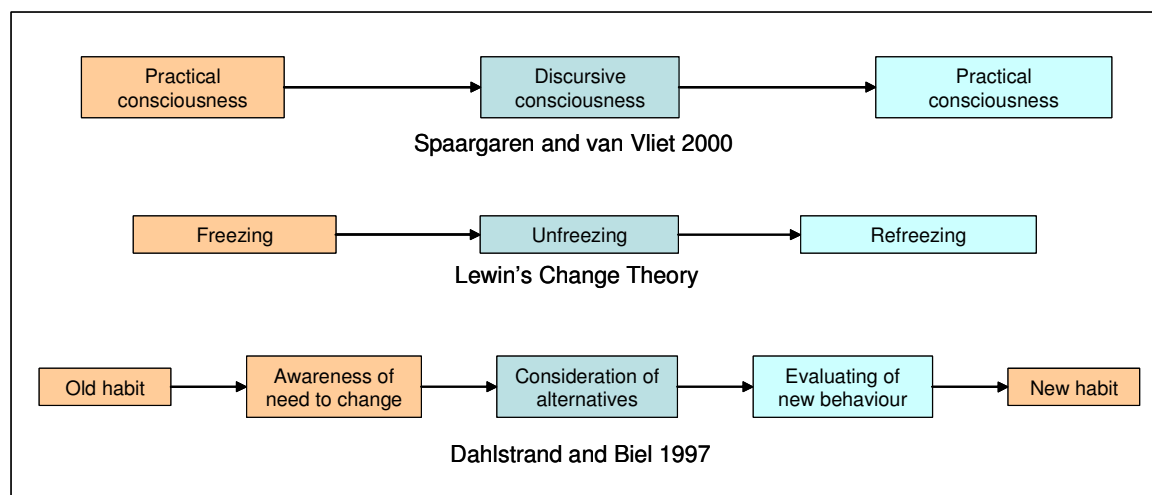 Practical
consciousness
Discursive
consciousness
Practical
consciousness
Spaargaren and van Vliet 2000
Freezing
Unfreezing
Refreezing
Lewin's Change Theory
Old habit
Awareness of
need to change
Consideration of
alternatives
Evaluating of
new behaviour
New habit
Dahlstrand and Biel 1997